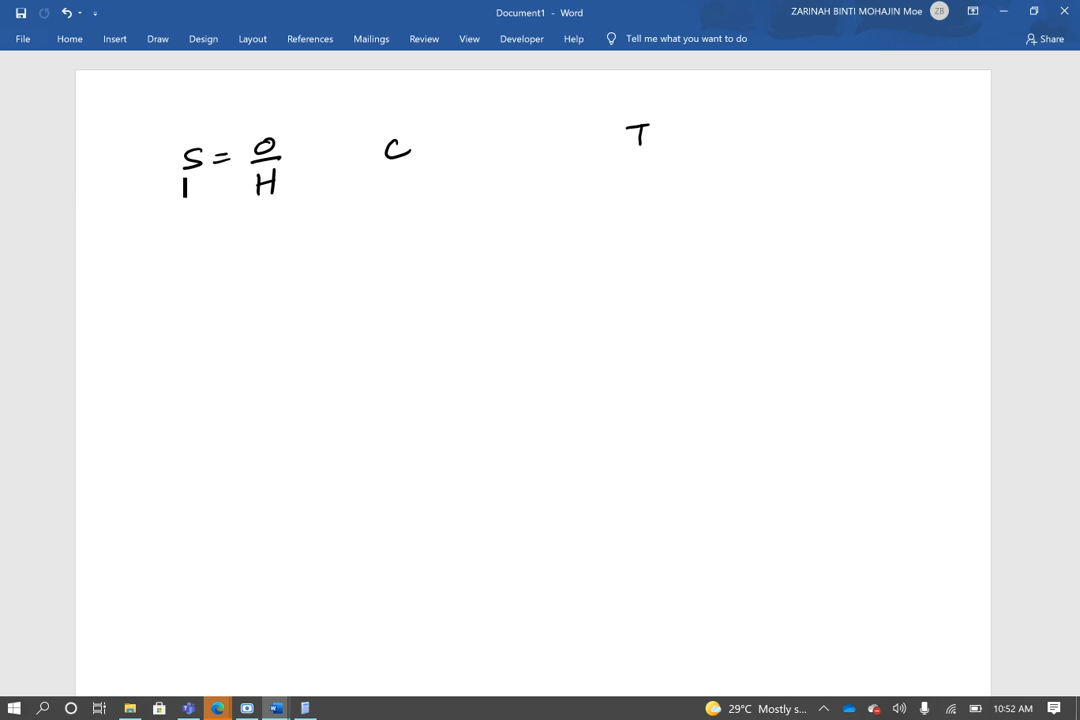 Document1 - Word
ZARINAH BINTI MOHAJIN Moe
ZB
File Home Insert Draw Design Layout References Mailings Review View Developer Help Tell me what you want to do Share
S = O/H C T
29°C Mostly s... 10:52 AM